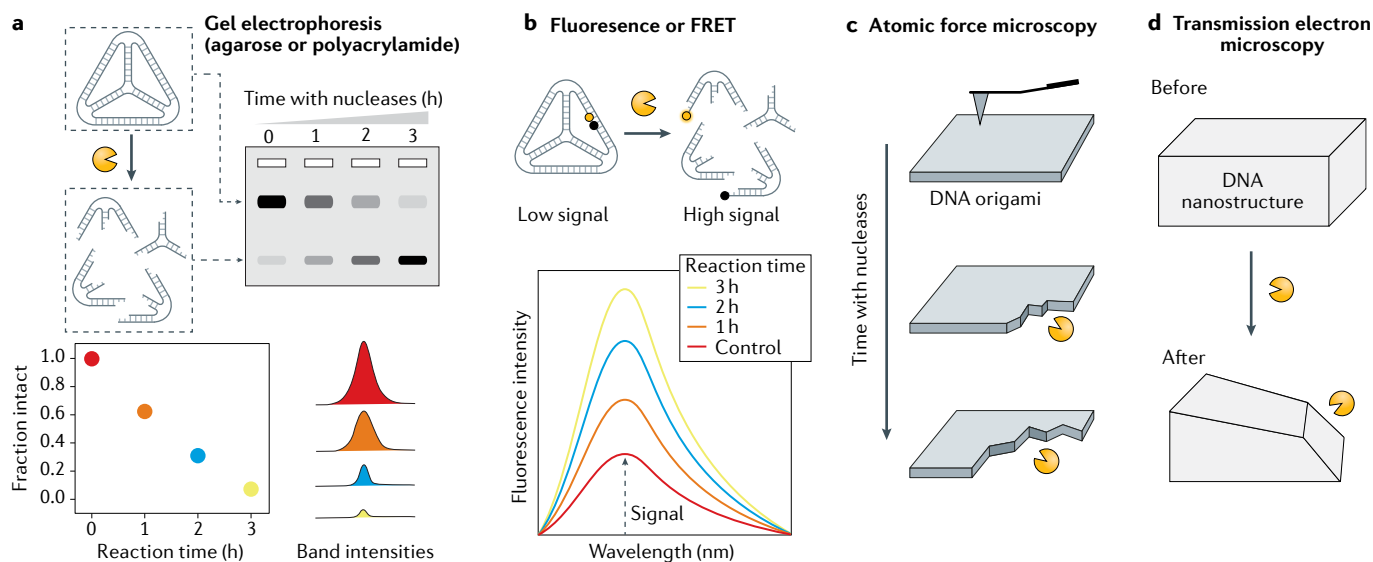 a Gel electrophoresis
(agarose or polyacrylamide)
Time with nucleases (h)
0 1 2 3
Fraction intact
1.0
0.8
0.6
0.4
0.2
0.0
0 1 2 3
Reaction time (h)
Band intensities
b Fluoresence or FRET
Low signal
High signal
Reaction time
3 h
2 h
1 h
Control
Fluorescence intensity
Signal
Wavelength (nm)
c Atomic force microscopy
Time with nucleases
DNA origami
d Transmission electron
microscopy
Before
DNA
nanostructure
After